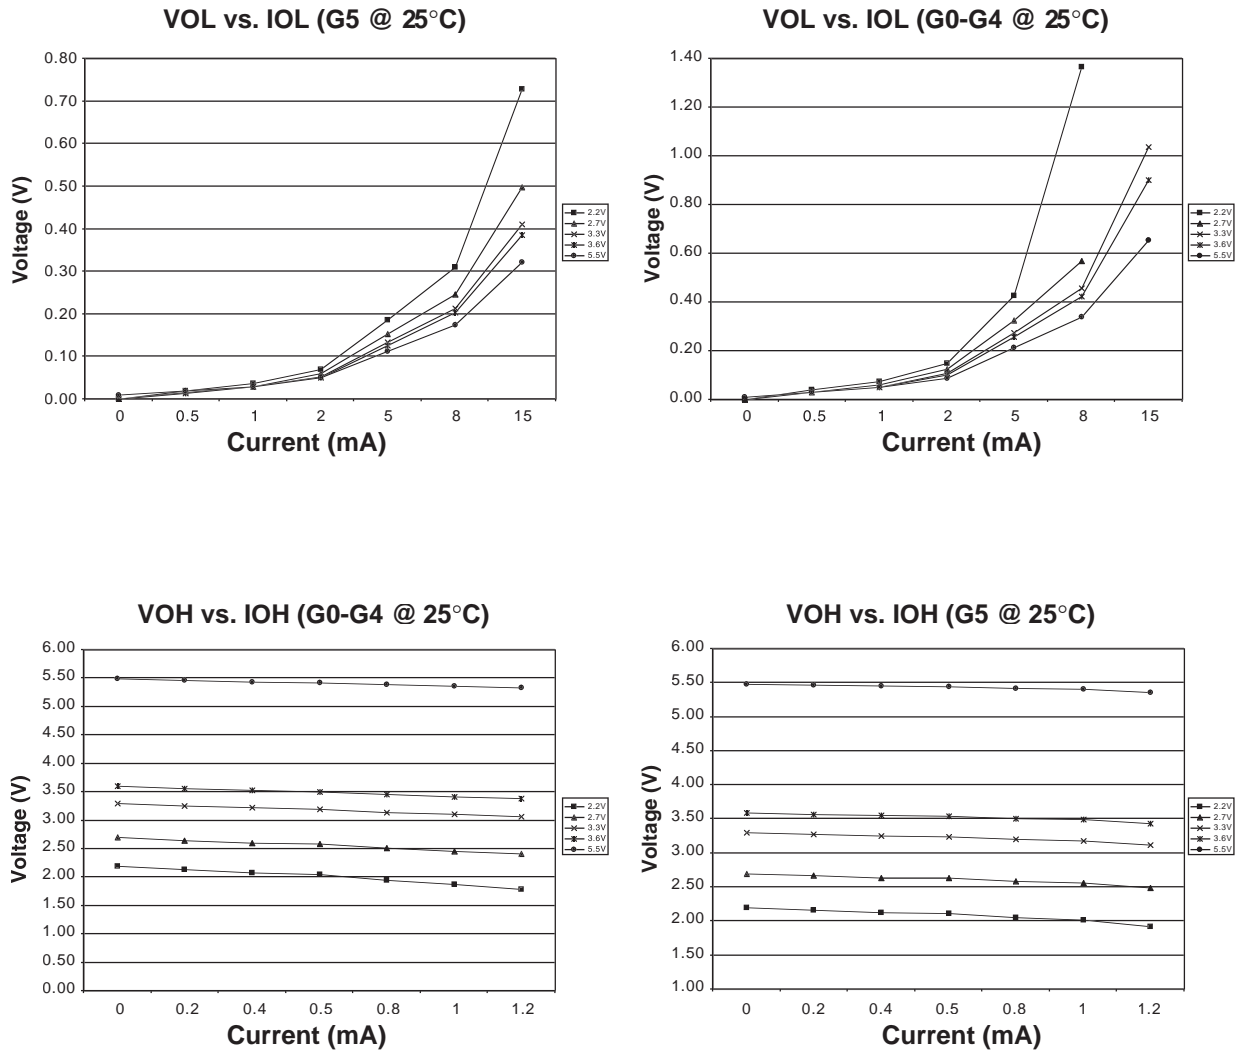 VOL vs. IOL (G5 @ 25°C)
0.80
0.70
0.60
0.50
0.40
0.30
0.20
0.10
0.00
Voltage (V)
0 0.5 1 2 5 8 15
Current (mA)
2.2V
2.7V
3.3V
3.6V
5.5V
VOL vs. IOL (G0-G4 @ 25°C)
1.40
1.20
1.00
0.80
0.60
0.40
0.20
0.00
Voltage (V)
0 0.5 1 2 5 8 15
Current (mA)
2.2V
2.7V
3.3V
3.6V
5.5V
VOH vs. IOH (G0-G4 @ 25°C)
6.00
5.50
5.00
4.50
4.00
3.50
3.00
2.50
2.00
1.50
1.00
0.50
0.00
Voltage (V)
0 0.2 0.4 0.5 0.8 1 1.2
Current (mA)
2.2V
2.7V
3.3V
3.6V
5.5V
VOH vs. IOH (G5 @ 25°C)
6.00
5.50
5.00
4.50
4.00
3.50
3.00
2.50
2.00
1.50
1.00
Voltage (V)
0 0.2 0.4 0.5 0.8 1 1.2
Current (mA)
2.2V
2.7V
3.3V
3.6V
5.5V